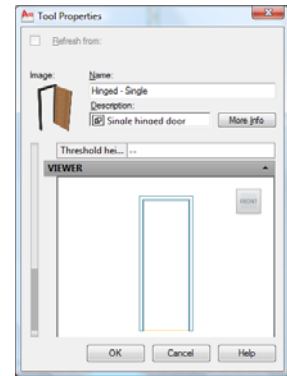 Tool Properties
Refresh from:
Image:
Name:
Hinged - Single
Description:
Single hinged door
More Info
Threshold hei... --
VIEWER
FRONT
OK Cancel Help